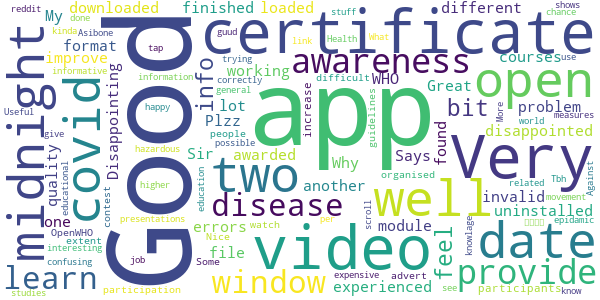 reddit
done
My
downloaded
finished
loaded
different
kinda
Asibone
guud
Health
link
What
stuff
chance
shows
use
certificate
midnight
covid
Good
format
tap
info
trying
working
difficult
WHO
courses
improve
informative
information
correctly
general
awareness
Great
open
Useful
give
Disappointing
happy
lot
people
possible
Plzz
increase
app
guidelines
bit
problem
More
world
measures
quality
educational
hazardous
Sir
awarded
Why
Says
found
disappointed
Very
Against
one
higher
education
two
another
organised
invalid
related
Tbh
movement
uninstalled
contest
disease
well
scroll
knowlage
epidamic
OpenWHO
extent
presentations
errors
Nice
watch
per
module
feel
date
interesting
confusing
job
Some
file
video
experienced
provide
learn
participation
window
expensive
advert
see
participants
know
studies